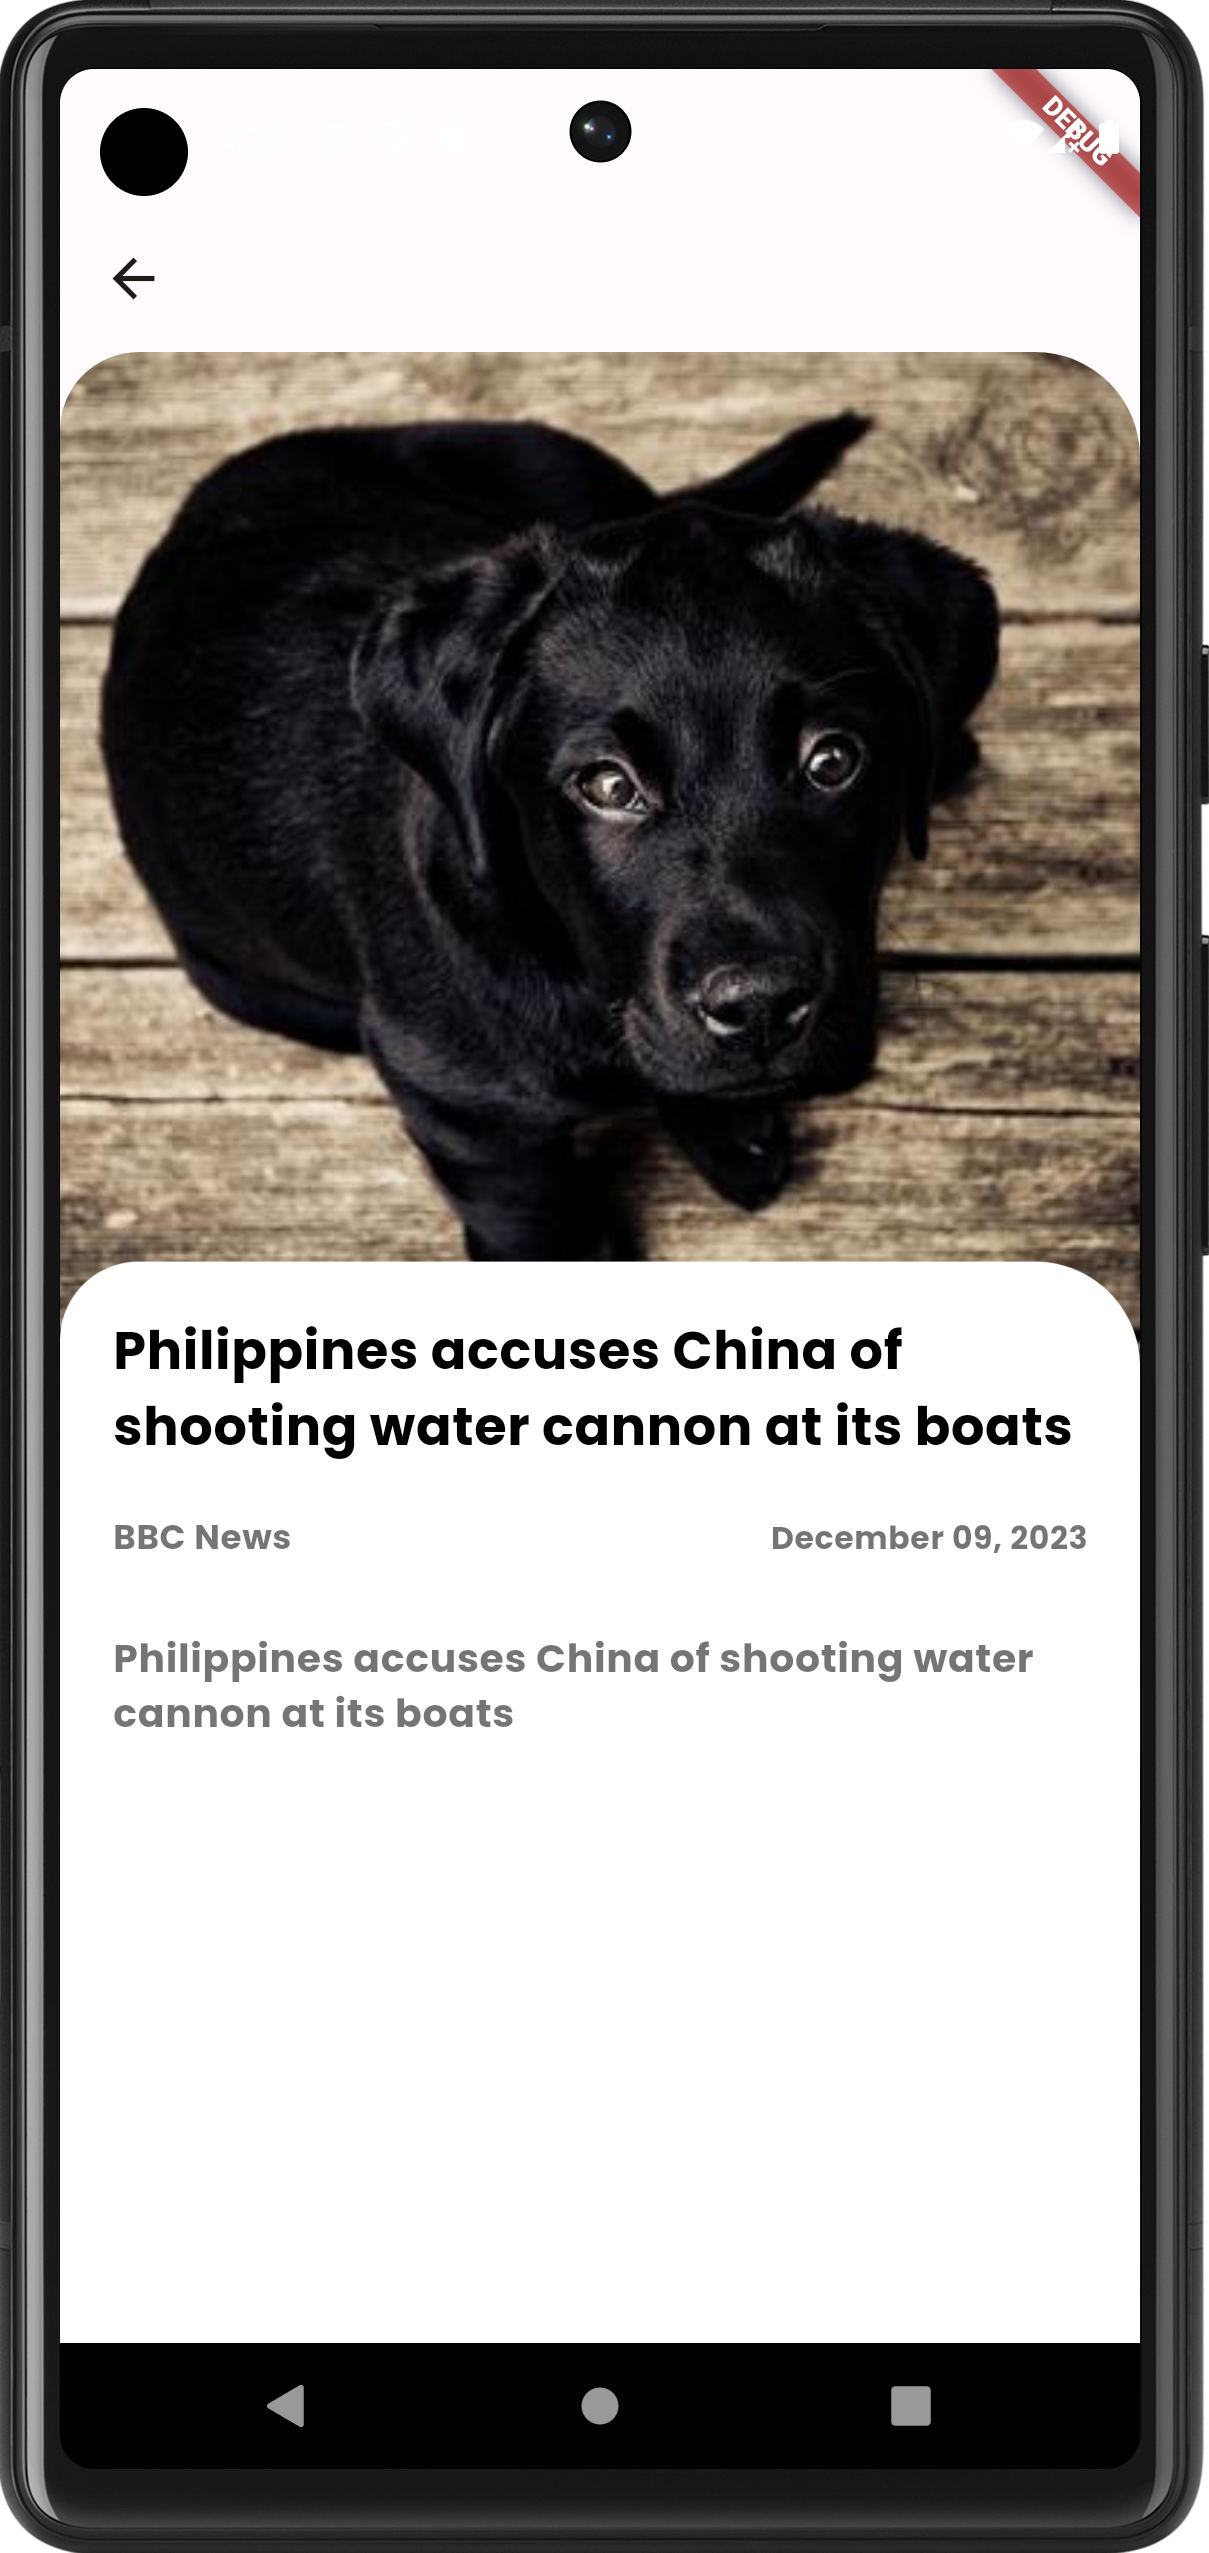 DEBUG
Philippines accuses China of
shooting water cannon at its boats
BBC News
December 09, 2023
Philippines accuses China of shooting water
cannon at its boats